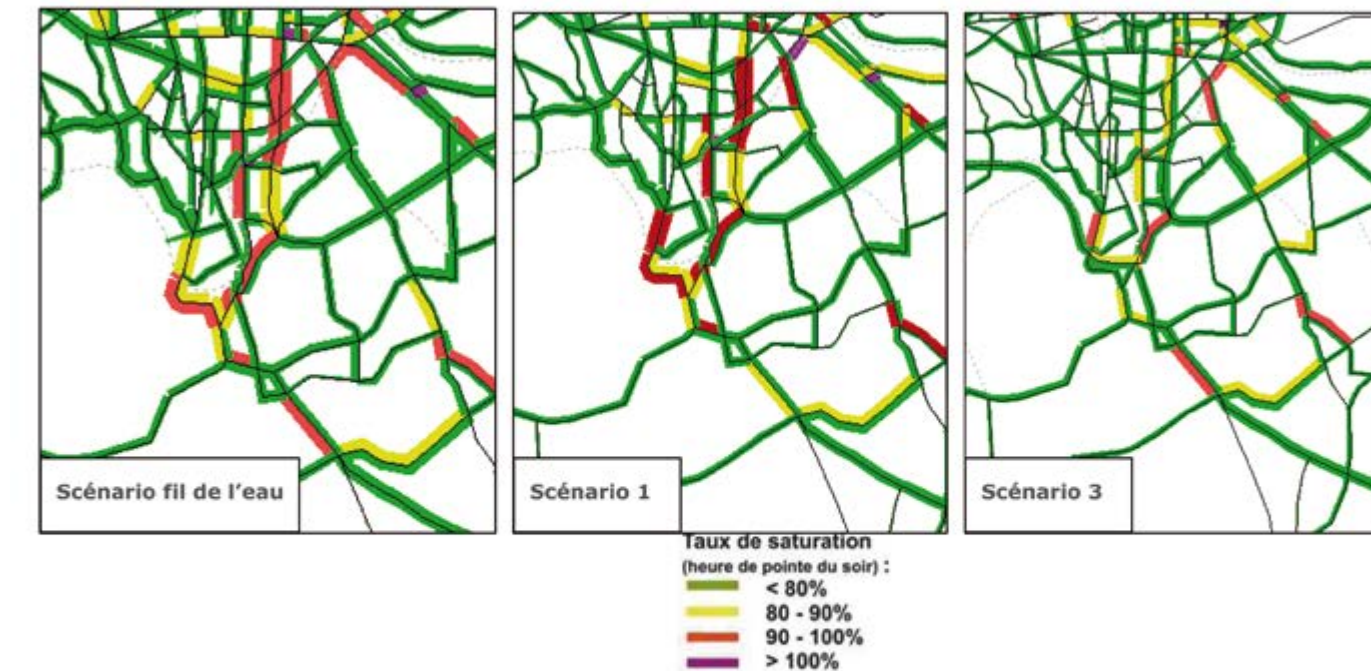 Scénario fil de l'eau
Scénario 1
Scénario 3
Taux de saturation
(heure de pointe du soir) :
< 80%
80 - 90%
90 - 100%
> 100%